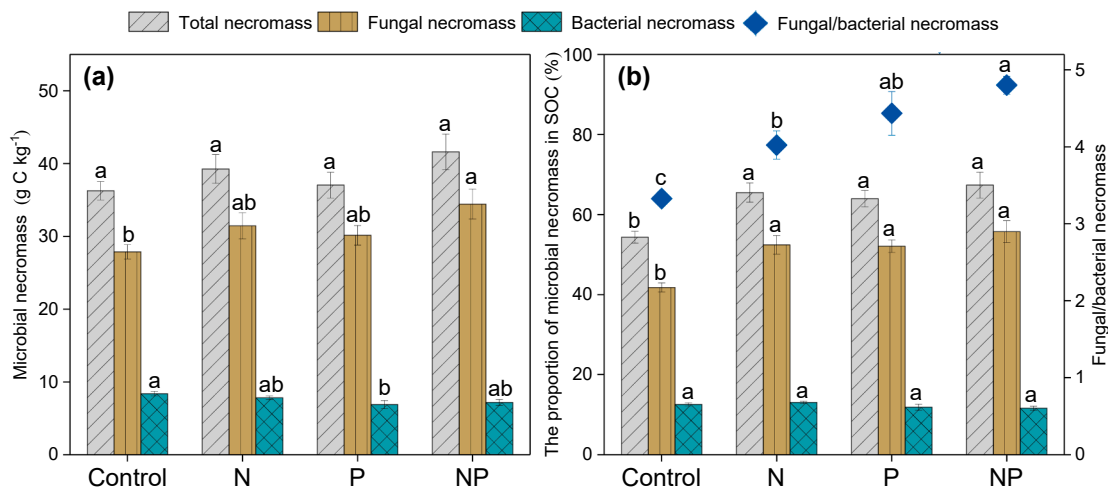 Total necromass Fungal necromass Bacterial necromass Fungal/bacterial necromass
(a)
Microbial necromass (g C kg⁻¹)
50
40
30
20
10
0
a a a a
b ab ab a
a ab b ab
Control N P NP
(b)
The proportion of microbial necromass in SOC (%)
100
80
60
40
20
0
c b ab a
b a a a
b a a a
a a a a
Control N P NP
Fungal/bacterial necromass
5
4
3
2
1
0